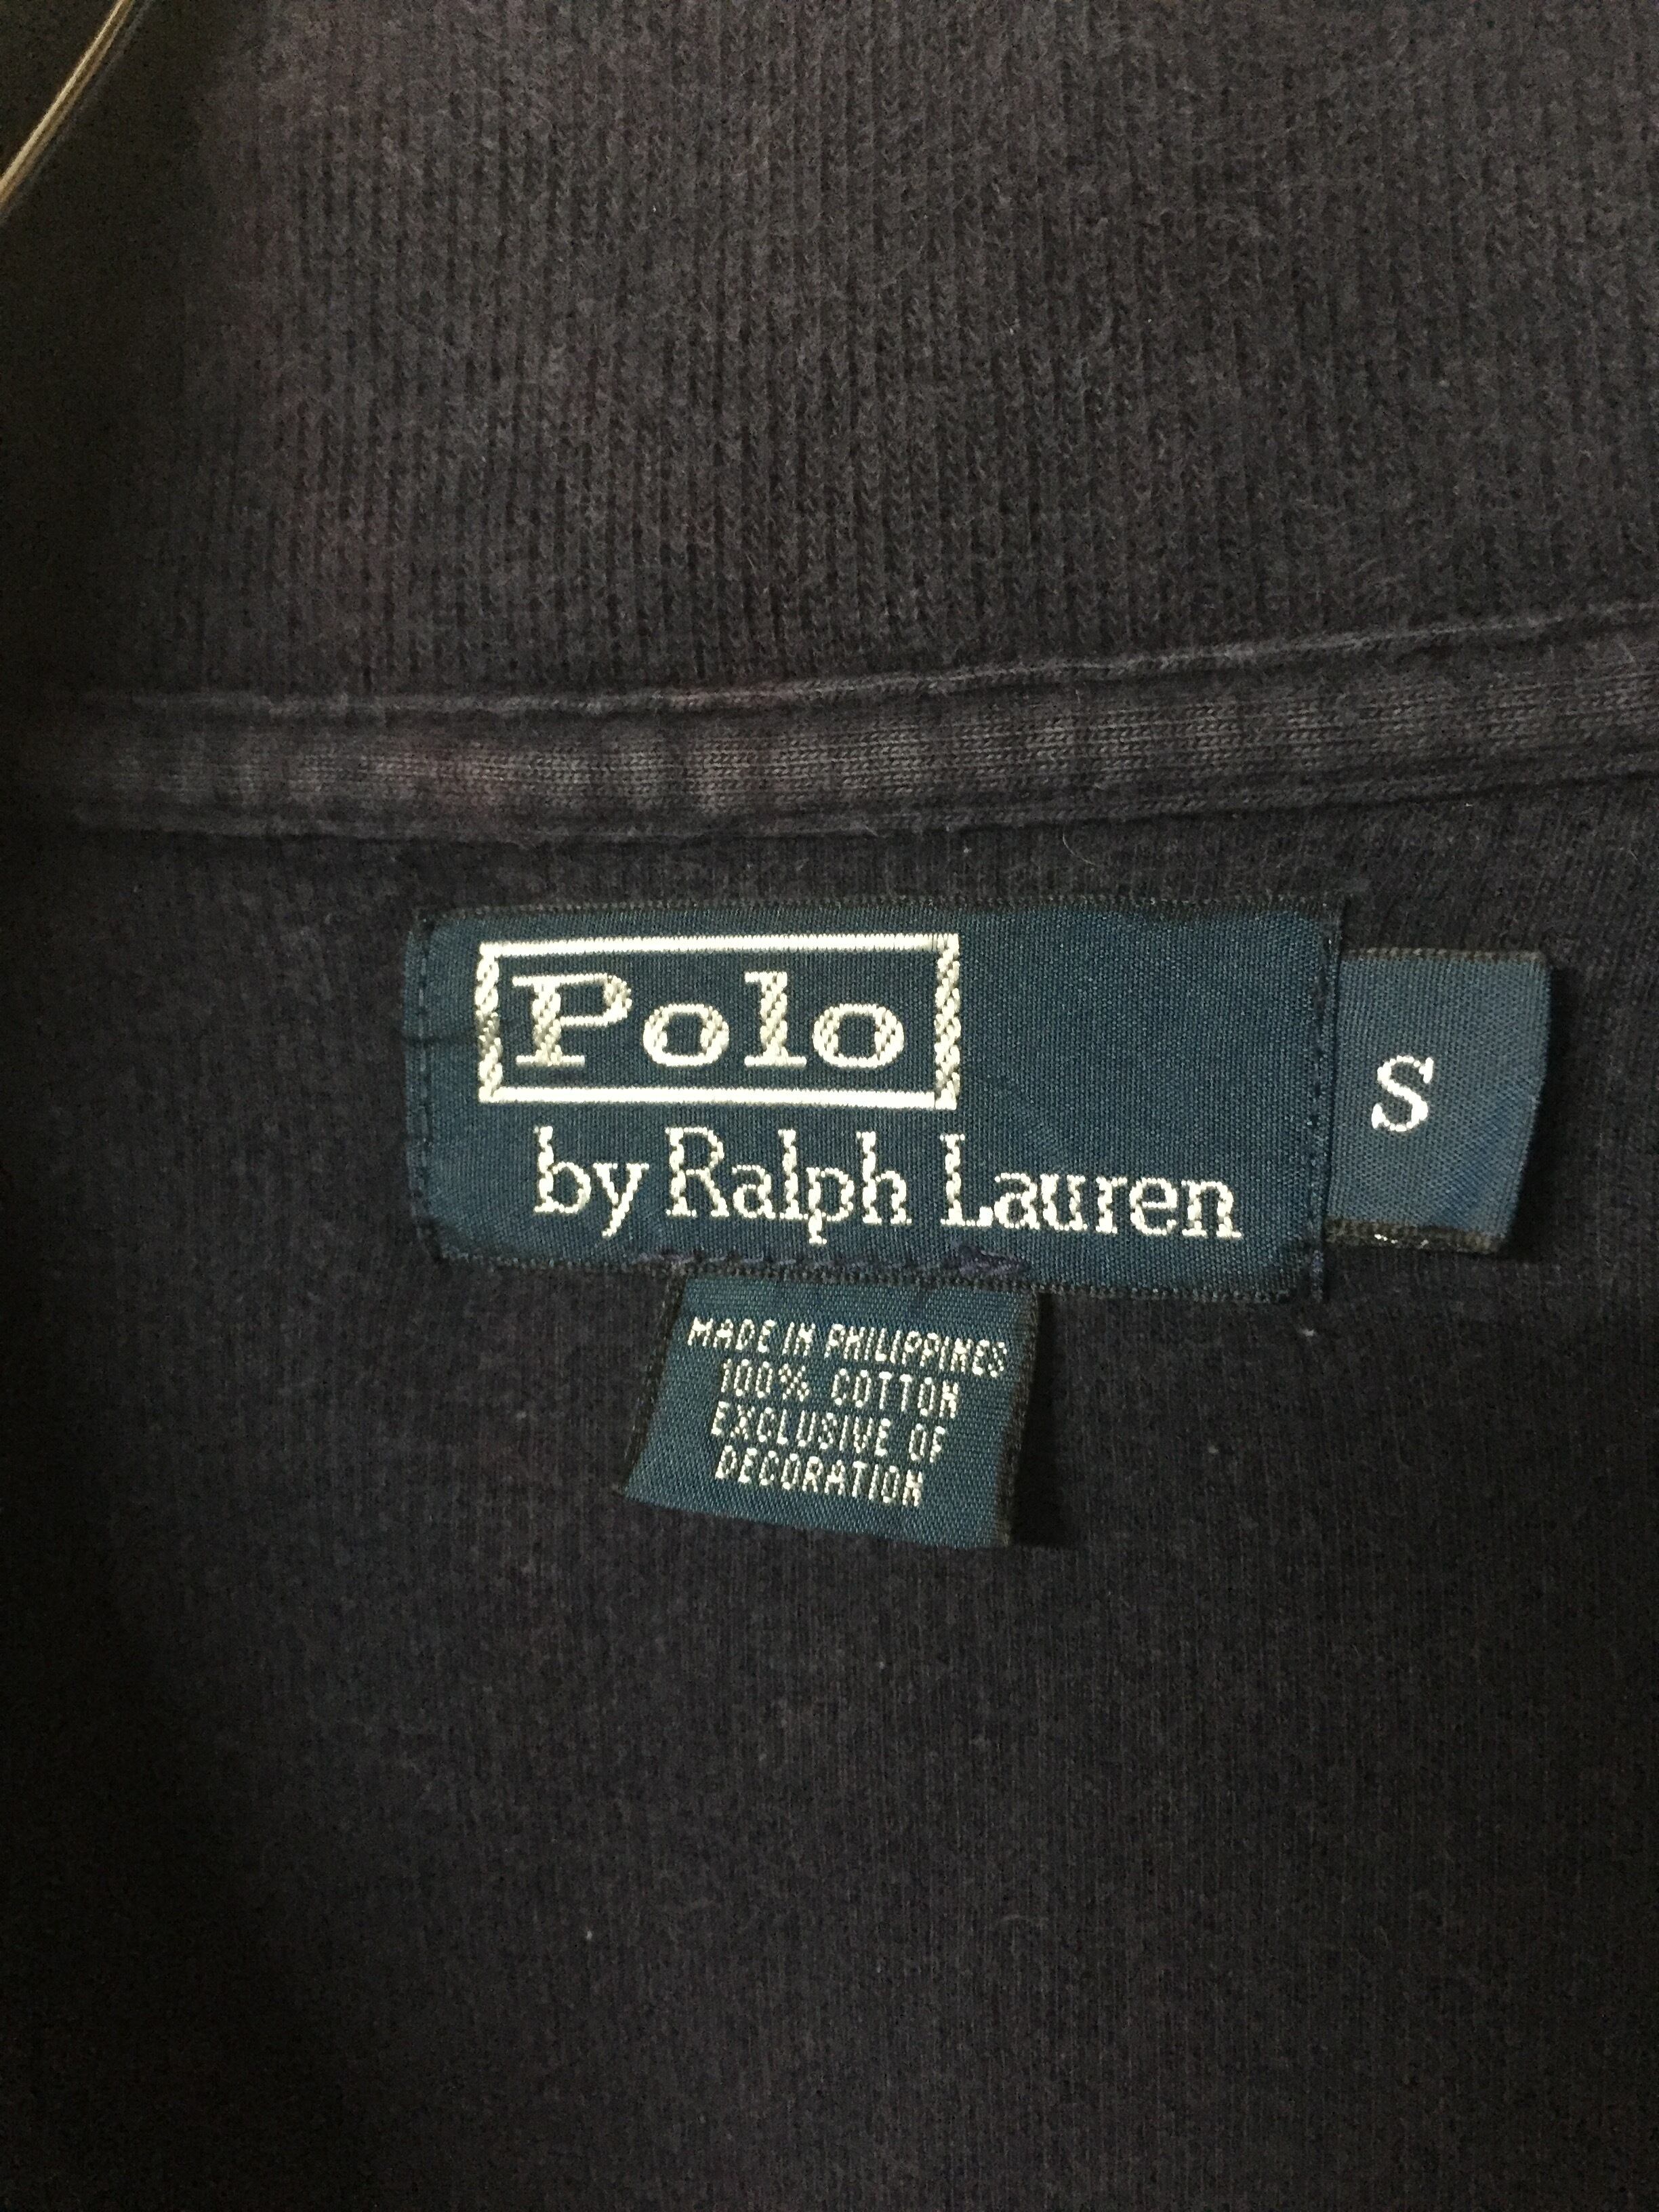 Polo
by Ralph Lauren
S
MADE IN PHILIPPINES
100% COTTON
EXCLUSIVE OF
DECORATION